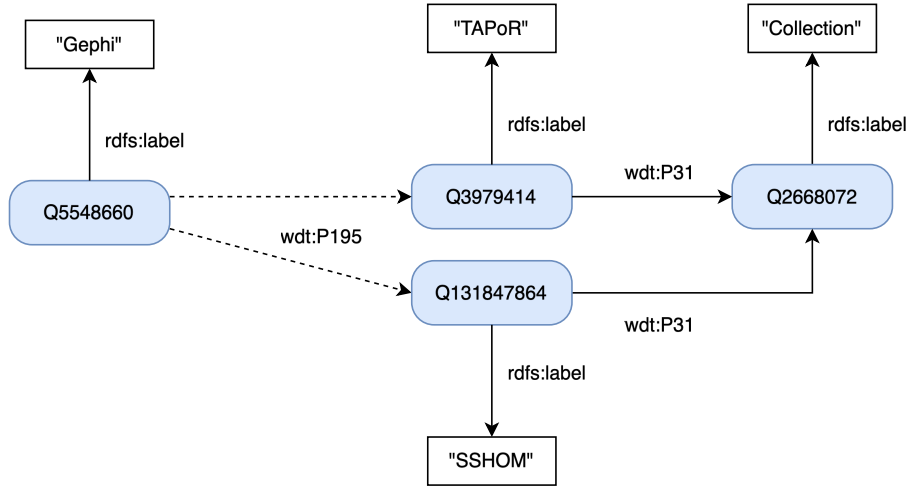 "Gephi"
"TAPoR"
"Collection"
rdfs:label
rdfs:label
rdfs:label
wdt:P31
Q5548660
Q3979414
Q2668072
wdt:P195
Q131847864
wdt:P31
rdfs:label
"SSHOM"